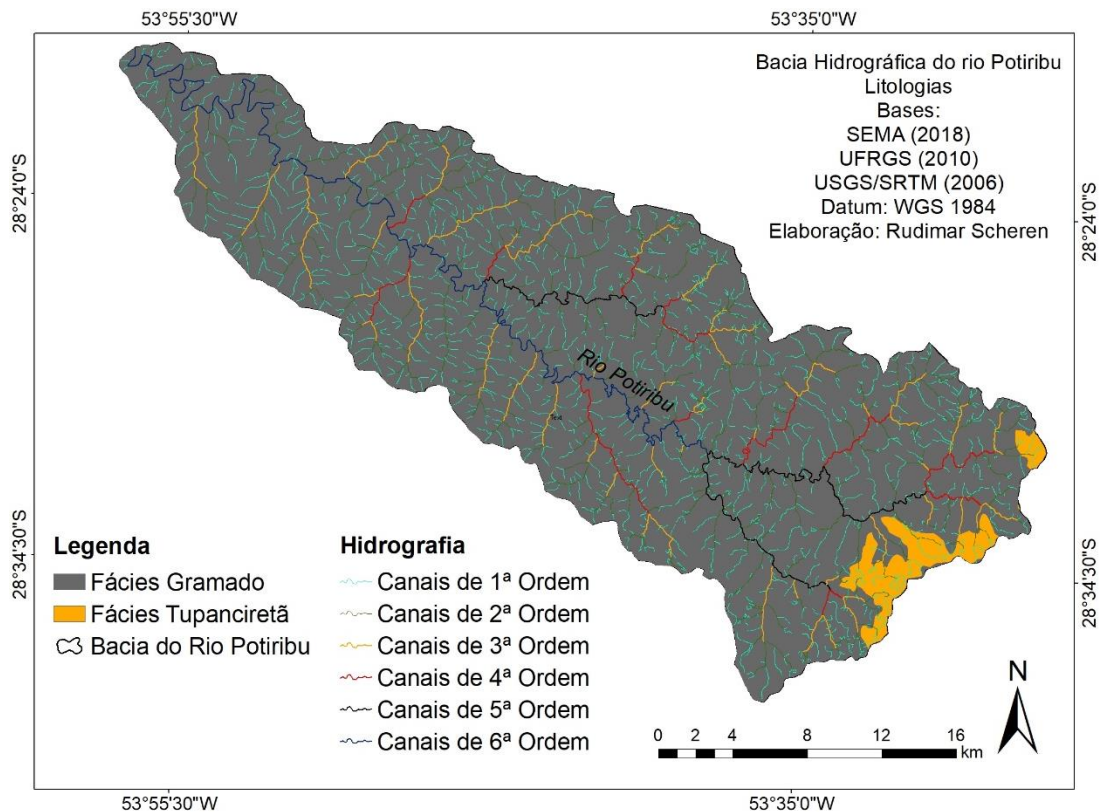 53°55'30"W
53°35'0"W
Bacia Hidrográfica do rio Potiribu
Litologias
Bases:
SEMA (2018)
UFRGS (2010)
USGS/SRTM (2006)
Datum: WGS 1984
Elaboração: Rudimar Scheren
28°24'0"S
28°24'0"S
Rio Potiribu
Text
28°34'30"S
28°34'30"S
Legenda
Fácies Gramado
Fácies Tupanciretã
Bacia do Rio Potiribu
Hidrografia
Canais de 1ª Ordem
Canais de 2ª Ordem
Canais de 3ª Ordem
Canais de 4ª Ordem
Canais de 5ª Ordem
Canais de 6ª Ordem
N
0 2 4 8 12 16
km
53°55'30"W
53°35'0"W